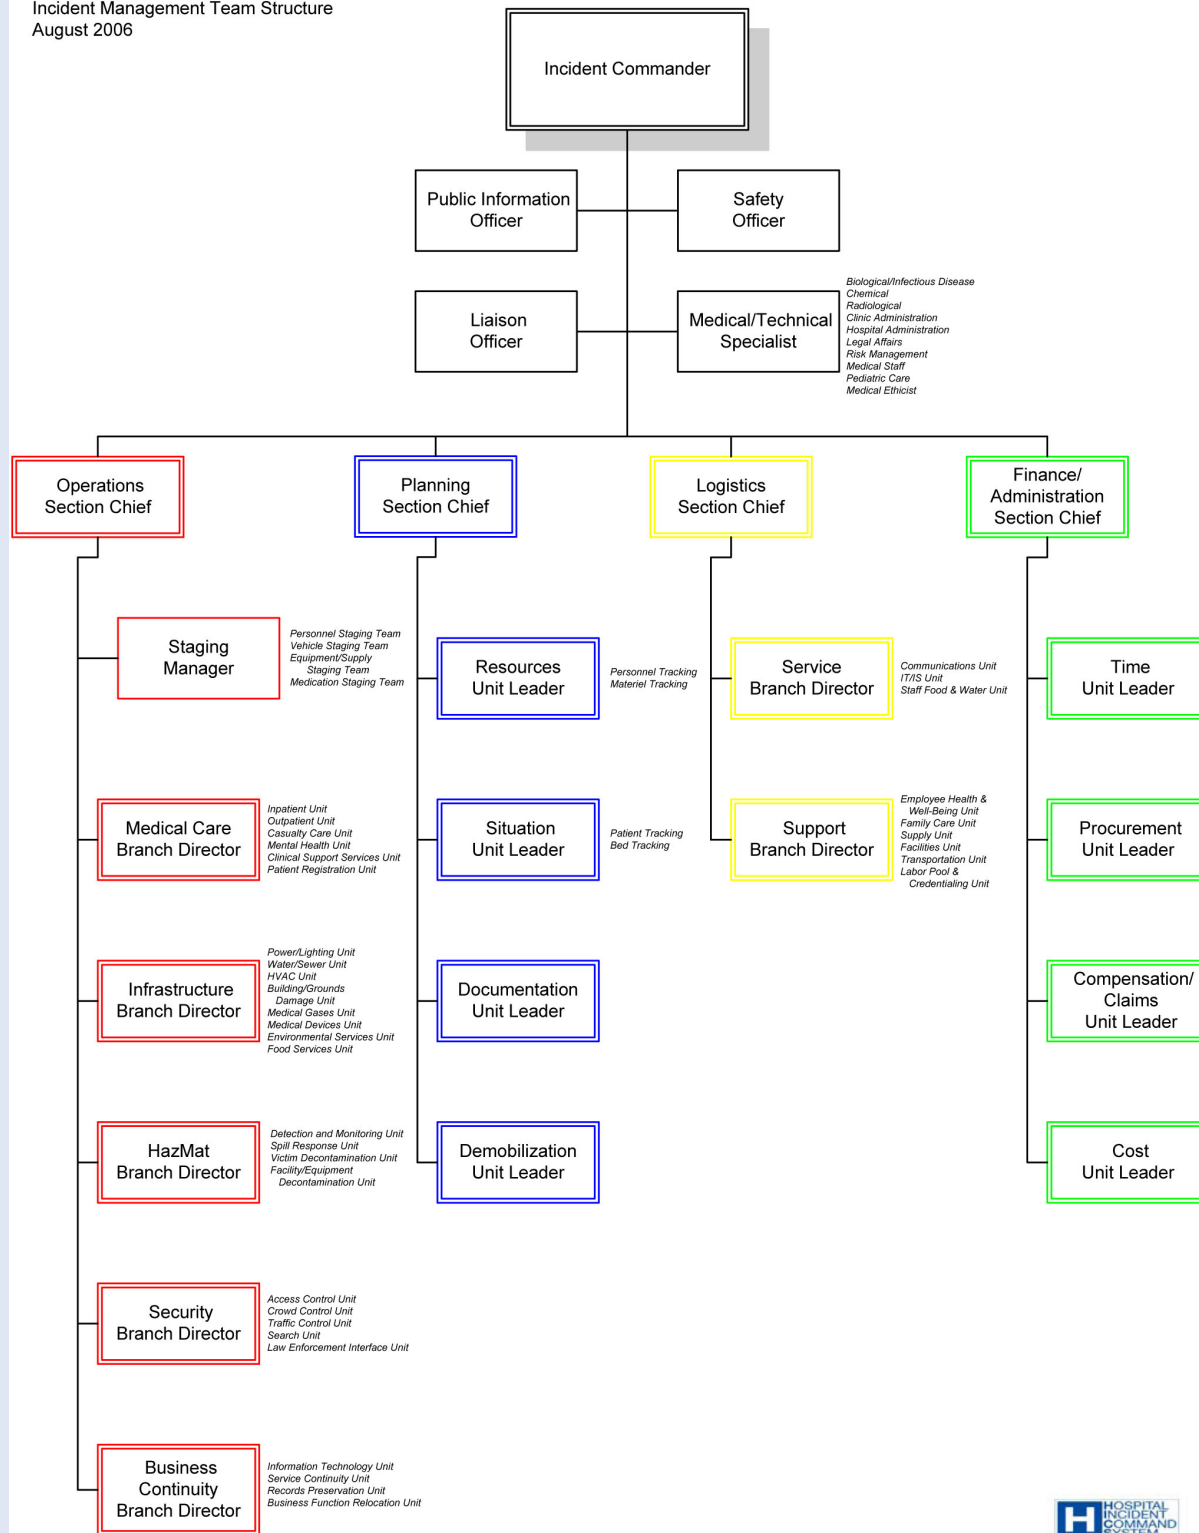 Incident Management Team Structure
August 2006
Incident Commander
Public Information
Officer
Safety
Officer
Liaison
Officer
Medical/Technical
Specialist
Biological/Infectious Disease
Chemical
Radiological
Clinic Administration
Hospital Administration
Legal Affairs
Risk Management
Medical Staff
Pediatric Care
Medical Ethicist
Operations
Section Chief
Planning
Section Chief
Logistics
Section Chief
Finance/
Administration
Section Chief
Staging
Manager
Personnel Staging Team
Vehicle Staging Team
Equipment/Supply
Staging Team
Medication Staging Team
Resources
Unit Leader
Personnel Tracking
Materiel Tracking
Service
Branch Director
Communications Unit
IT/IS Unit
Staff Food & Water Unit
Time
Unit Leader
Medical Care
Branch Director
Inpatient Unit
Outpatient Unit
Casualty Care Unit
Mental Health Unit
Clinical Support Services Unit
Patient Registration Unit
Situation
Unit Leader
Patient Tracking
Bed Tracking
Support
Branch Director
Employee Health &
Well-Being Unit
Family Care Unit
Supply Unit
Facilities Unit
Transportation Unit
Labor Pool &
Credentialing Unit
Procurement
Unit Leader
Infrastructure
Branch Director
Power/Lighting Unit
Water/Sewer Unit
HVAC Unit
Building/Grounds
Damage Unit
Medical Gases Unit
Medical Devices Unit
Environmental Services Unit
Food Services Unit
Documentation
Unit Leader
Compensation/
Claims
Unit Leader
HazMat
Branch Director
Detection and Monitoring Unit
Spill Response Unit
Victim Decontamination Unit
Facility/Equipment
Decontamination Unit
Demobilization
Unit Leader
Cost
Unit Leader
Security
Branch Director
Access Control Unit
Crowd Control Unit
Traffic Control Unit
Search Unit
Law Enforcement Interface Unit
Business
Continuity
Branch Director
Information Technology Unit
Service Continuity Unit
Records Preservation Unit
Business Function Relocation Unit
H
HOSPITAL
INCIDENT
COMMAND
SYSTEM